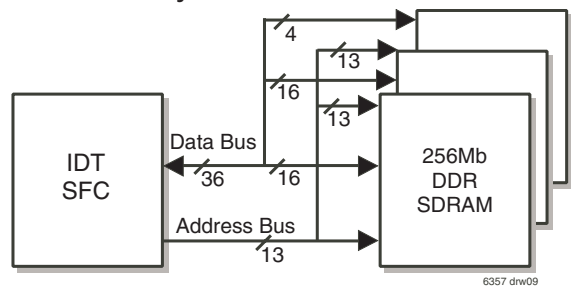 4
13
16
13
Data Bus
36
16
IDT
SFC
256Mb
DDR
SDRAM
Address Bus
13
6357 drw09